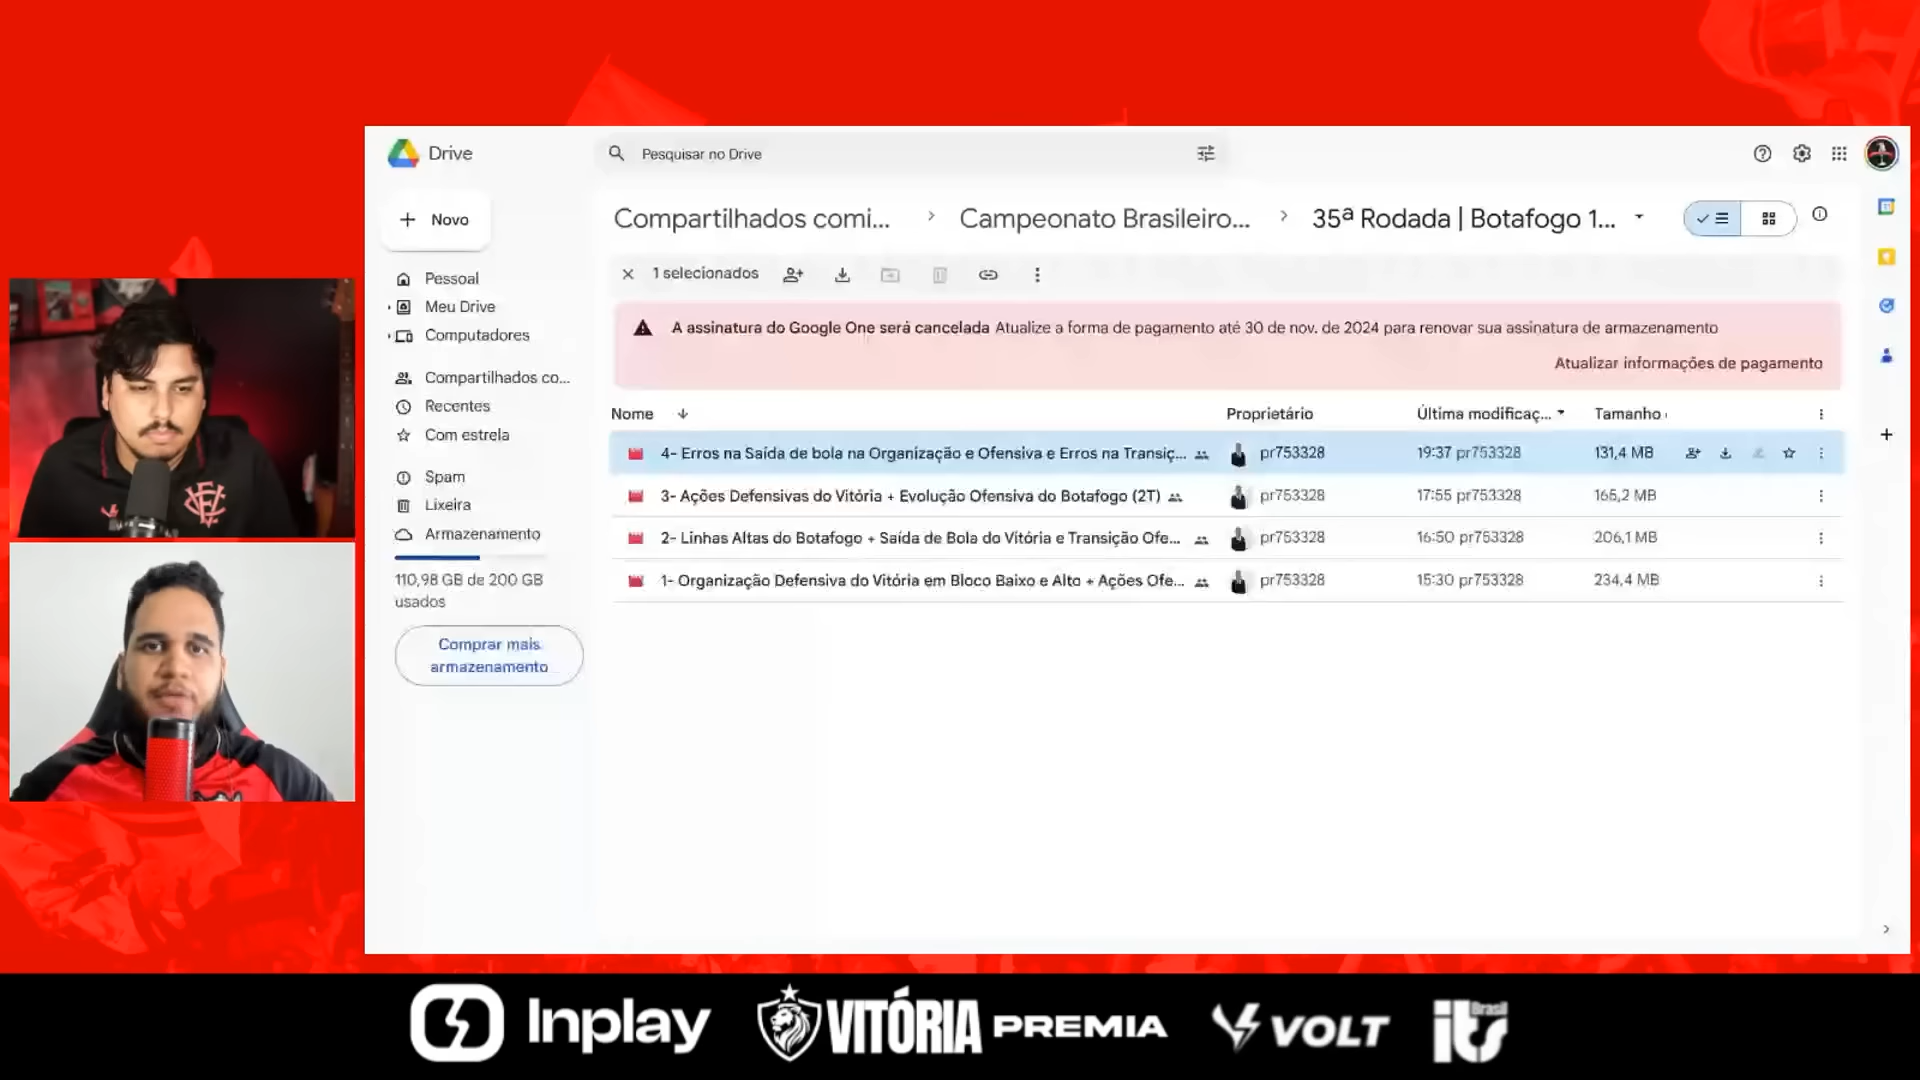 Drive
Pesquisar no Drive
Novo
Compartilhados comi... > Campeonato Brasileiro... > 35ª Rodada | Botafogo 1...
1 selecionados
A assinatura do Google One será cancelada Atualize a forma de pagamento até 30 de nov. de 2024 para renovar sua assinatura de armazenamento
Atualizar informações de pagamento
Pessoal
Meu Drive
Computadores
Compartilhados co...
Recentes
Com estrela
Spam
Lixeira
Armazenamento
110,98 GB de 200 GB
usados
Comprar mais
armazenamento
Nome Proprietário Última modificaç... Tamanho
4- Erros na Saída de bola na Organização e Ofensiva e Erros na Transiç... pr753328 19:37 pr753328 131,4 MB
3- Ações Defensivas do Vitória + Evolução Ofensiva do Botafogo (2T) pr753328 17:55 pr753328 165,2 MB
2- Linhas Altas do Botafogo + Saída de Bola do Vitória e Transição Ofe... pr753328 16:50 pr753328 206,1 MB
1- Organização Defensiva do Vitória em Bloco Baixo e Alto + Ações Ofe... pr753328 15:30 pr753328 234,4 MB
Inplay VITÓRIA PREMIA VOLT its Brasil